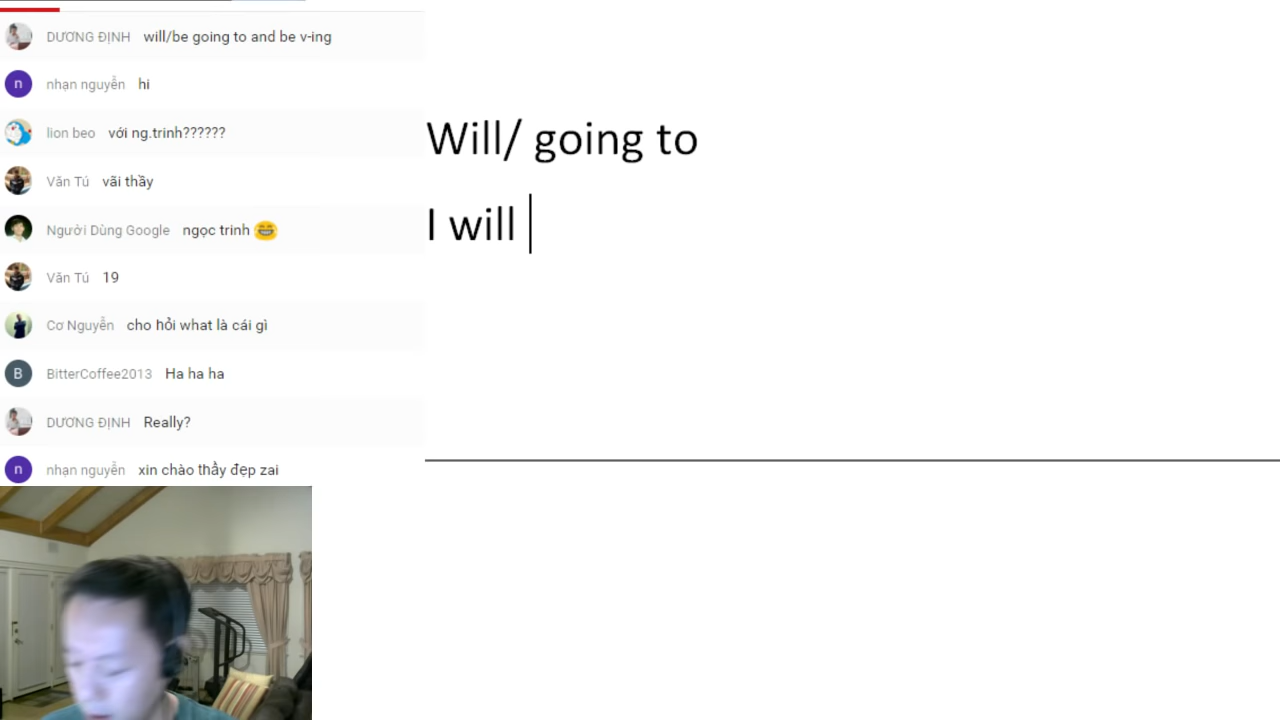 DƯƠNG ĐỊNH will/be going to and be v-ing
n nhạn nguyễn hi
lion beo với ng.trinh??????
Văn Tú vãi thầy
Người Dùng Google ngọc trinh 😄
Văn Tú 19
Cơ Nguyễn cho hỏi what là cái gì
B BitterCoffee2013 Ha ha ha
DƯƠNG ĐỊNH Really?
n nhạn nguyễn xin chào thầy đẹp zai
Will/ going to
I will